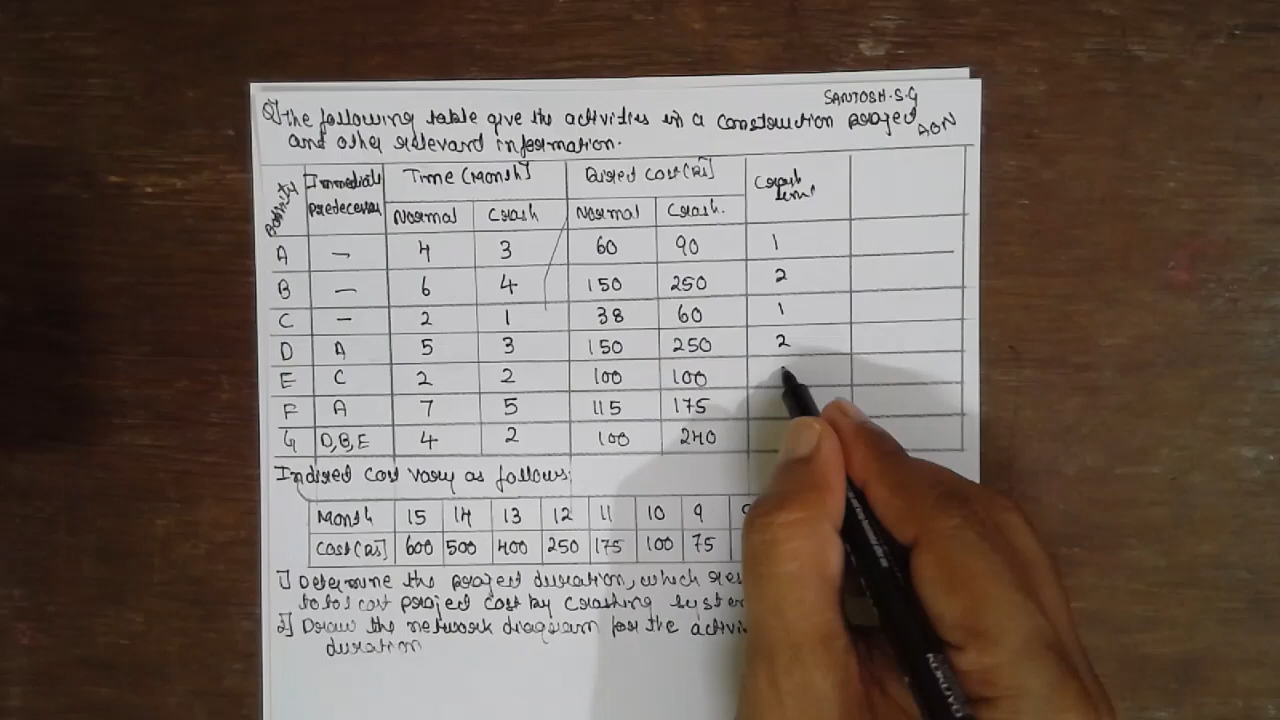 SANTOSH.S.G
Q] The following table give the activities in a construction project
and other relevant information. AON
Activity Immediate Predecessor Time (Month) Direct Cost (Rs) Crash
Normal Crash Normal Crash.
A — 4 3 60 90 1
B — 6 4 150 250 2
C — 2 1 38 60 1
D A 5 3 150 250 2
E C 2 2 100 100
F A 7 5 115 175
G D,B,E 4 2 100 240
Indirect Cost vary as follows:
Month 15 14 13 12 11 10 9
Cost (Rs) 600 500 400 250 175 100 75
1] Determine the project duration, which
cost project cost by crashing
2] Draw the network diagram for the
duration
KOKUYO